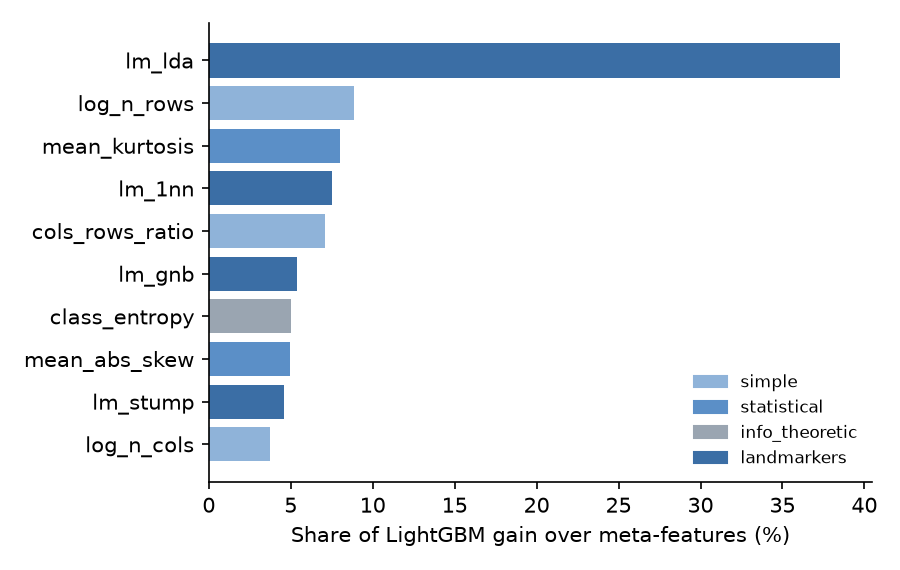 lm_lda
log_n_rows
mean_kurtosis
lm_1nn
cols_rows_ratio
lm_gnb
class_entropy
mean_abs_skew
lm_stump
log_n_cols
simple
statistical
info_theoretic
landmarkers
0 5 10 15 20 25 30 35 40
Share of LightGBM gain over meta-features (%)